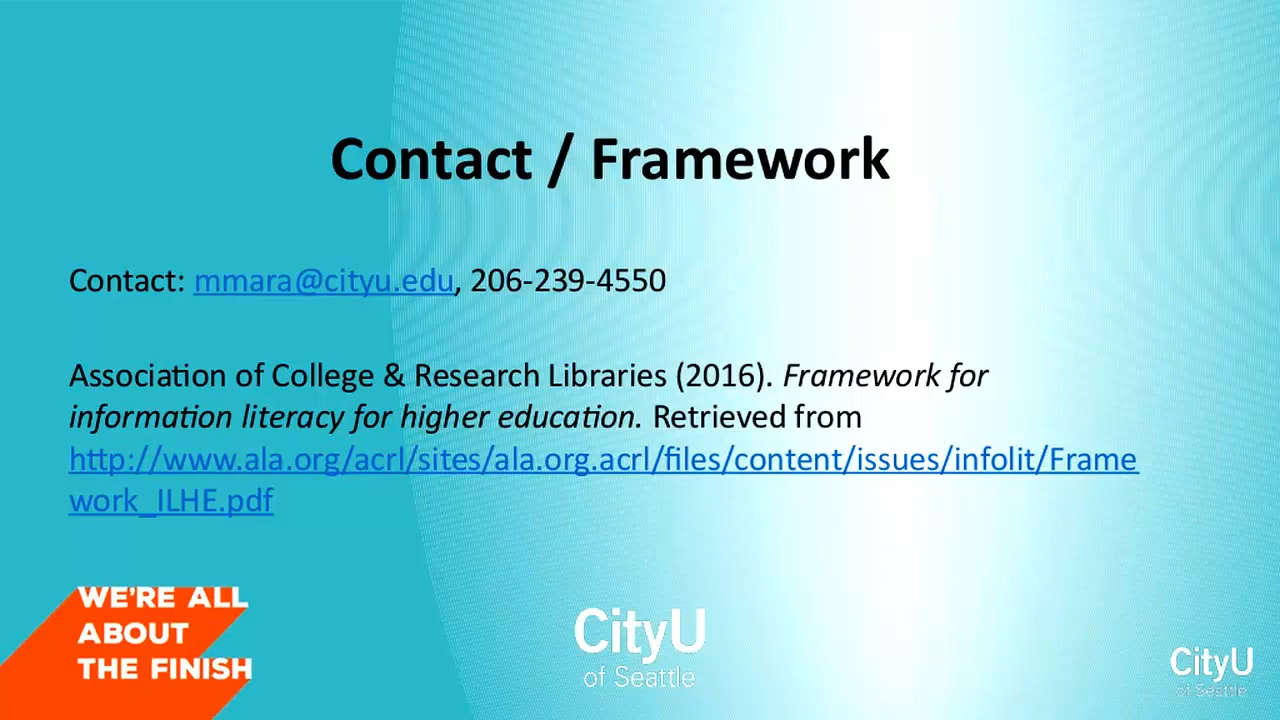 Contact / Framework
Contact: mmara@cityu.edu, 206-239-4550
Association of College & Research Libraries (2016). Framework for
information literacy for higher education. Retrieved from
http://www.ala.org/acrl/sites/ala.org.acrl/files/content/issues/infolit/Frame
work_ILHE.pdf
WE'RE ALL
ABOUT
THE FINISH
CityU
of Seattle
CityU
of Seattle